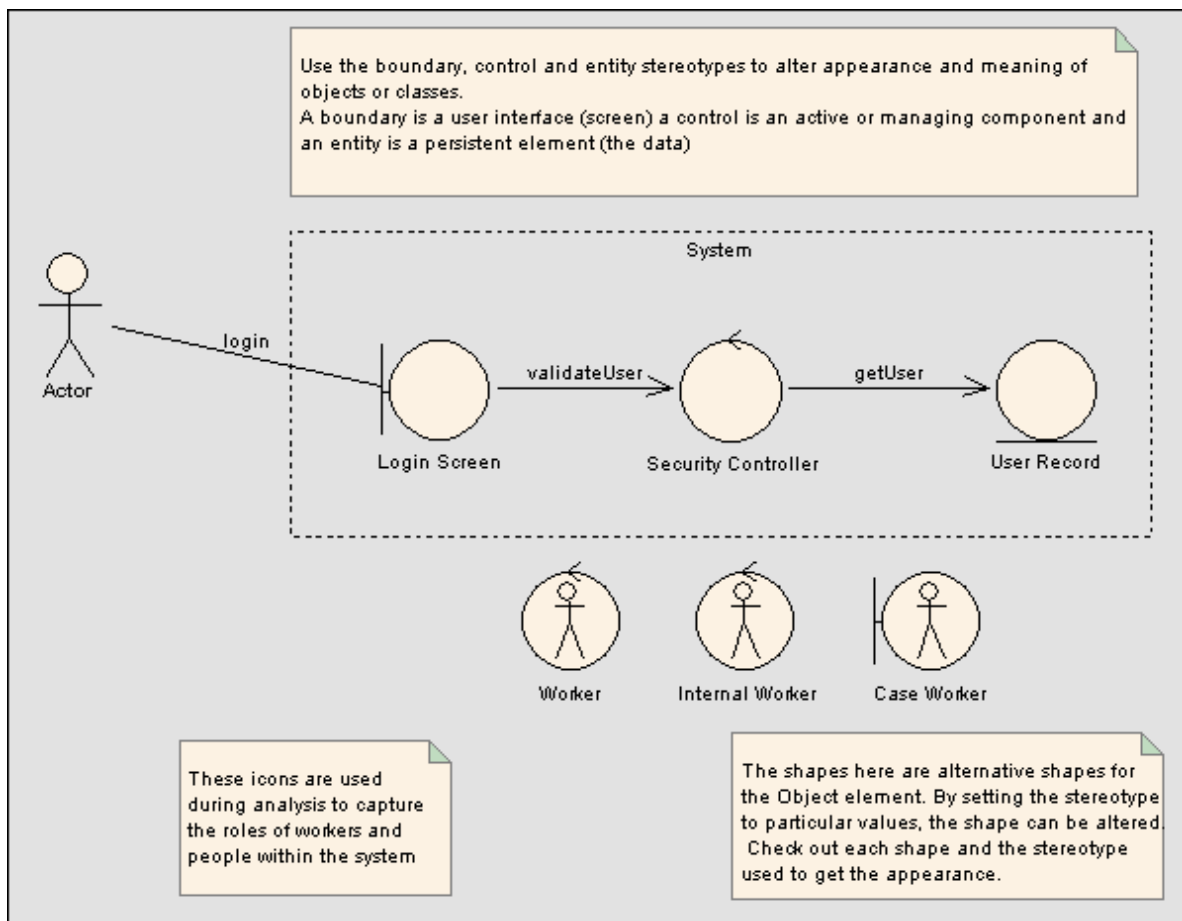 Use the boundary, control and entity stereotypes to alter appearance and meaning of
objects or classes.
A boundary is a user interface (screen) a control is an active or managing component and
an entity is a persistent element (the data)
System
login
validateUser
getUser
Actor
Login Screen
Security Controller
User Record
Worker
Internal Worker
Case Worker
These icons are used
during analysis to capture
the roles of workers and
people within the system
The shapes here are alternative shapes for
the Object element. By setting the stereotype
to particular values, the shape can be altered.
Check out each shape and the stereotype
used to get the appearance.